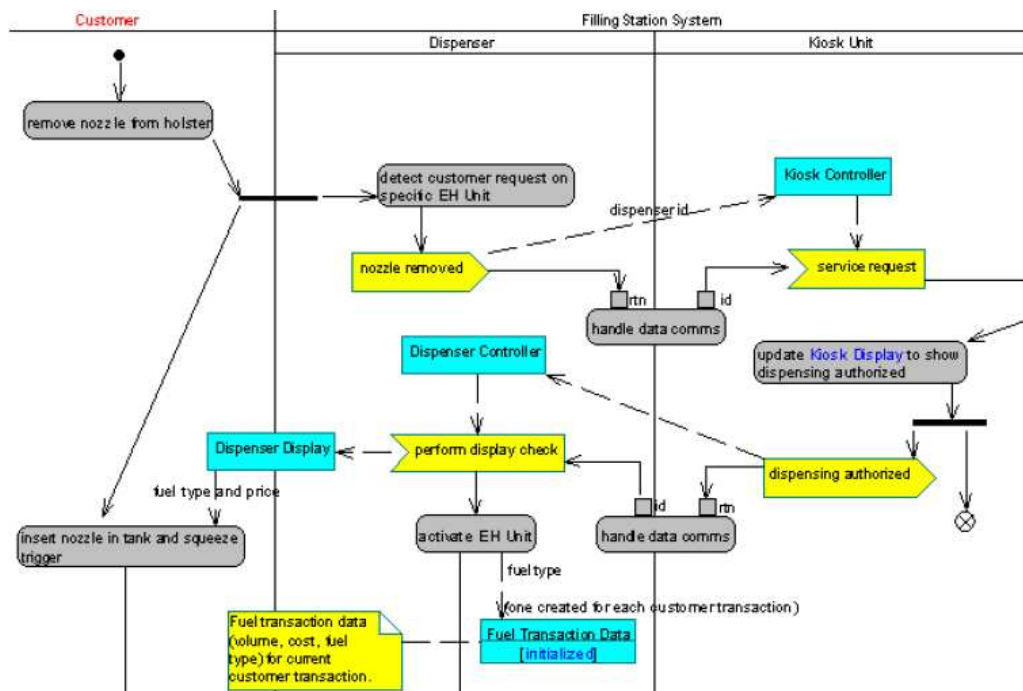 Customer
Filling Station System
Dispenser
Kiosk Unit
remove nozzle from holster
detect customer request on
specific EH Unit
Kiosk Controller
dispenser id
nozzle removed
service request
rtn
id
handle data comms
Dispenser Controller
update Kiosk Display to show
dispensing authorized
Dispenser Display
perform display check
dispensing authorized
fuel type and price
id
rtn
insert nozzle in tank and squeeze
trigger
activate EH Unit
handle data comms
fuel type
(one created for each customer transaction)
Fuel transaction data
(volume, cost, fuel
type) for current
customer transaction.
Fuel Transaction Data
[initialized]